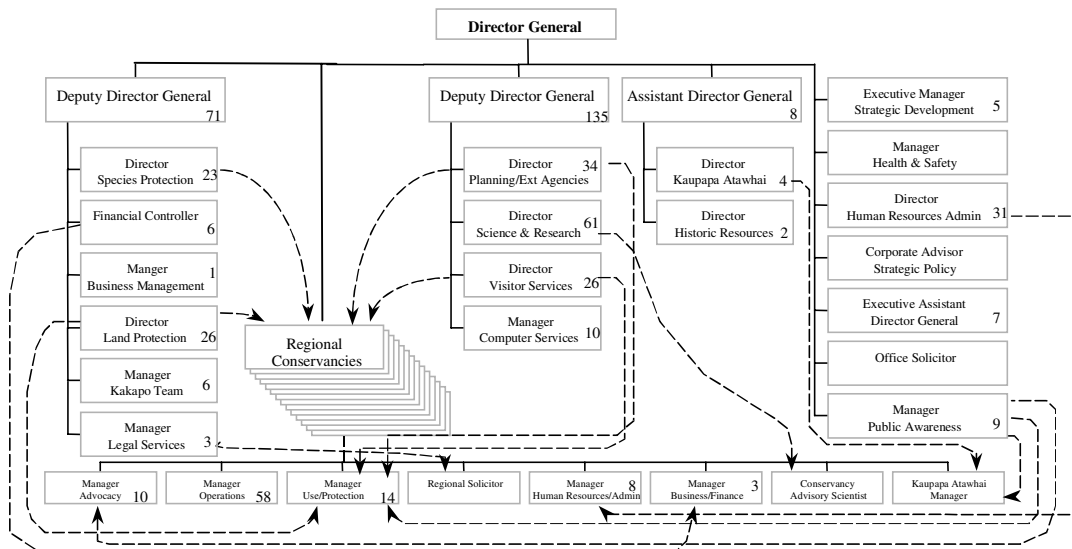 Director General
Deputy Director General
71
Director
Species Protection 23
Financial Controller
6
Manger
Business Management 1
Director
Land Protection 26
Manager
Kakapo Team 6
Manager
Legal Services 3
Regional
Conservancies
Deputy Director General
135
Director 34
Planning/Ext Agencies
Director 61
Science & Research
Director
Visitor Services 26
Manager
Computer Services 10
Assistant Director General
8
Director
Kaupapa Atawhai 4
Director
Historic Resources 2
Executive Manager
Strategic Development 5
Manager
Health & Safety
Director
Human Resources Admin 31
Corporate Advisor
Strategic Policy
Executive Assistant
Director General 7
Office Solicitor
Manager
Public Awareness 9
Manager
Advocacy 10
Manager
Operations 58
Manager
Use/Protection 14
Regional Solicitor
Manager 8
Human Resources/Admin
Manager 3
Business/Finance
Conservancy
Advisory Scientist
Kaupapa Atawhai
Manager